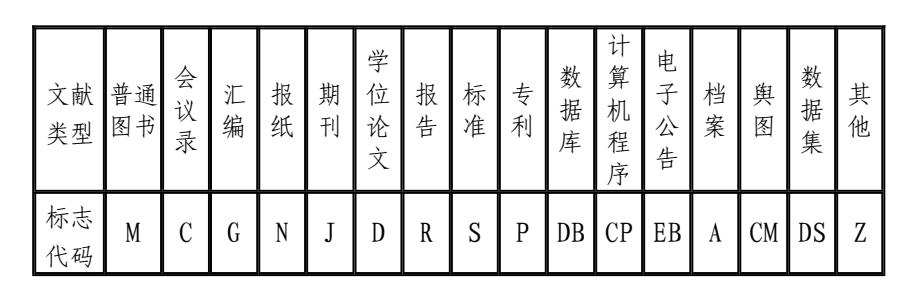 文献类型 普通图书 会议录 汇编 报纸 期刊 学位论文 报告 标准 专利 数据库 计算机程序 电子公告 档案 舆图 数据集 其他
标志代码 M C G N J D R S P DB CP EB A CM DS Z